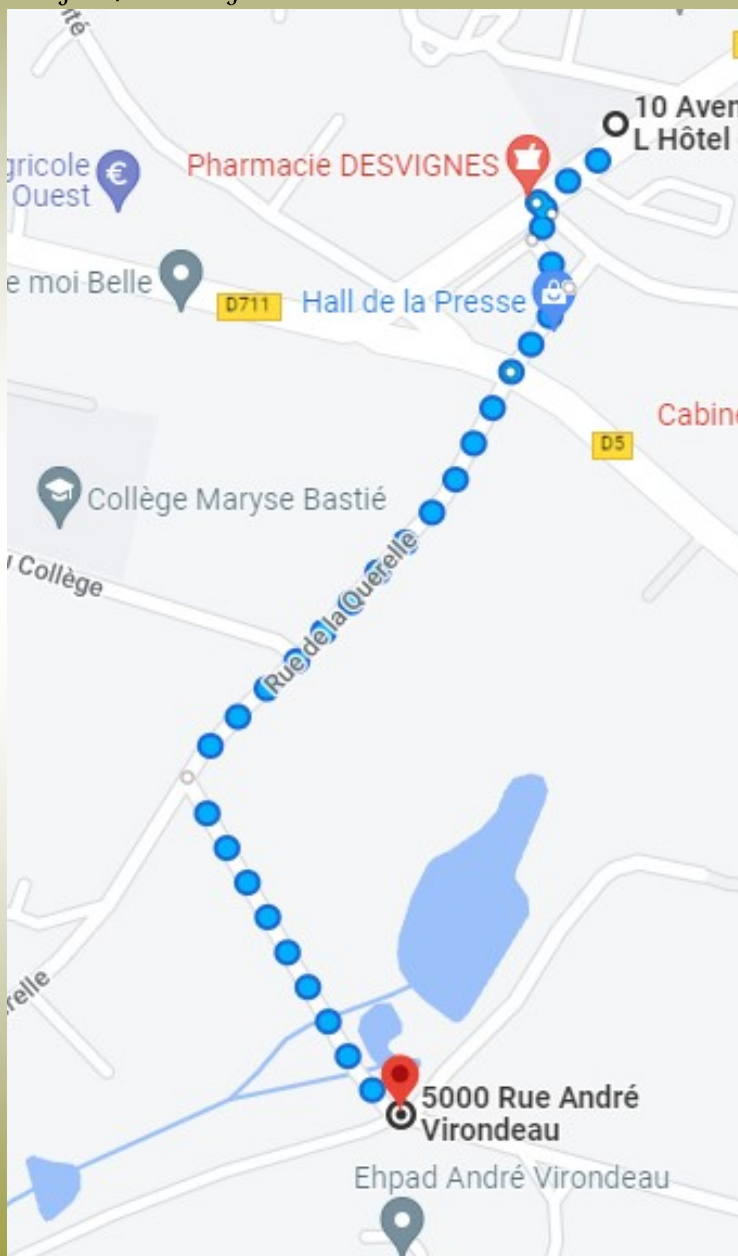 10 Aven
L Hôtel
Pharmacie DESVIGNES
gricole
Ouest
e moi Belle
D711
Hall de la Presse
Cabin
D5
Collège Maryse Bastié
Collège
Rue de la Querelle
relle
5000 Rue André
Virondeau
Ehpad André Virondeau